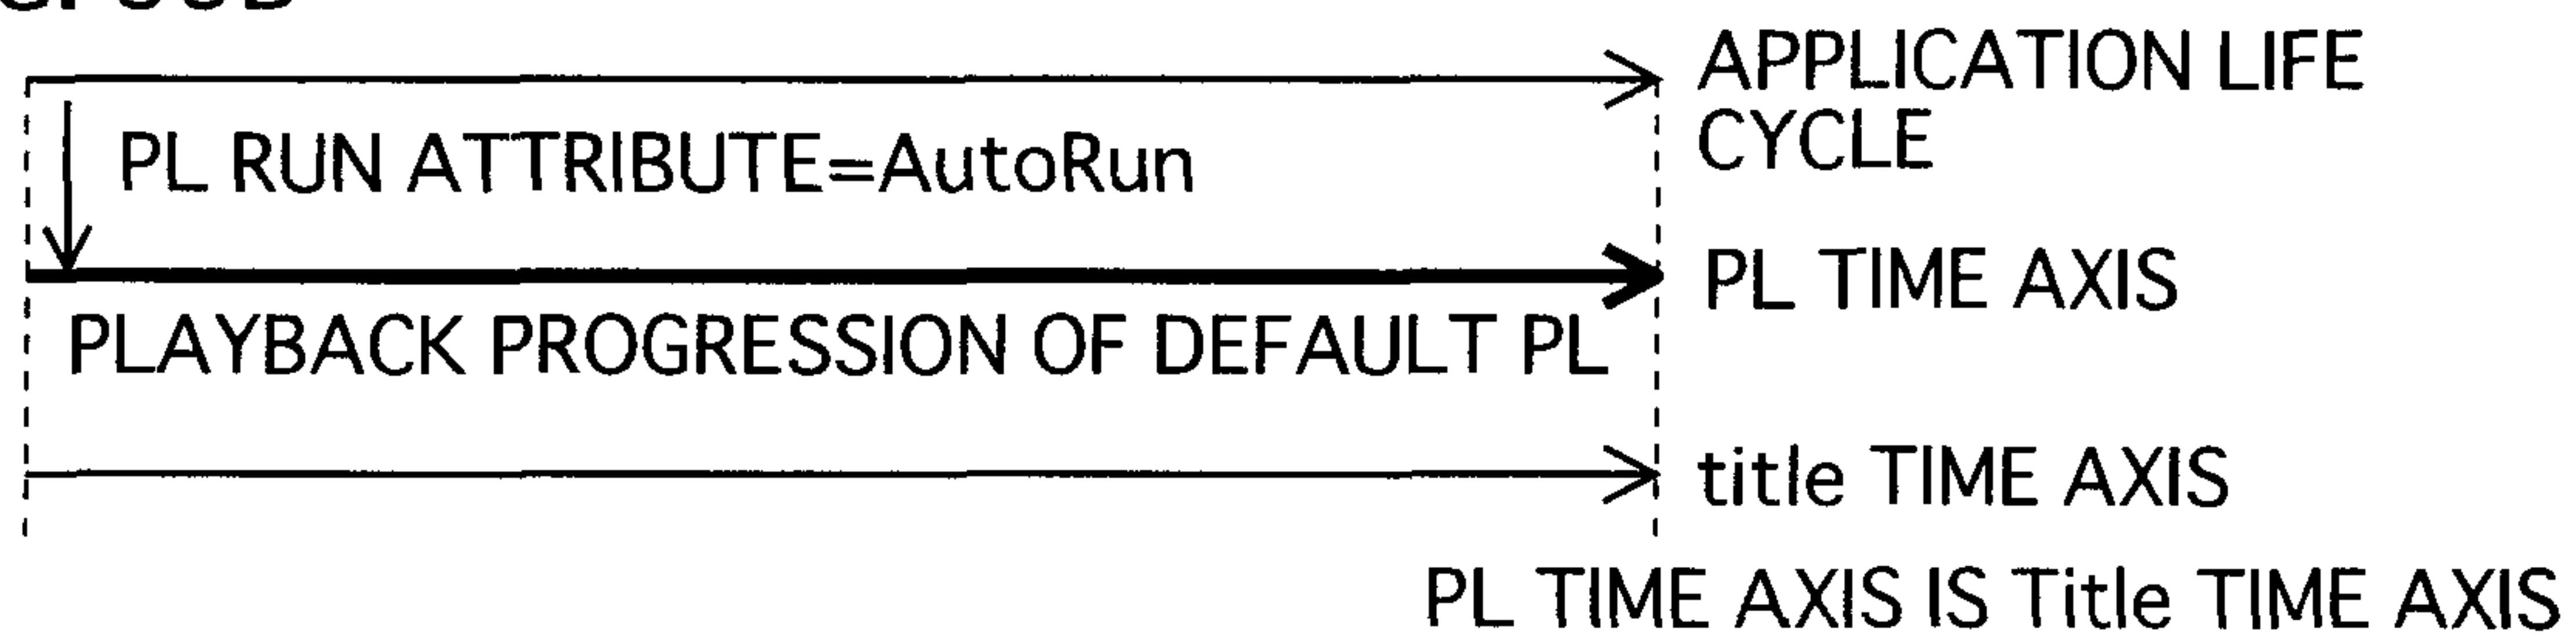 APPLICATION LIFE
CYCLE
PL RUN ATTRIBUTE=AutoRun
PL TIME AXIS
PLAYBACK PROGRESSION OF DEFAULT PL
title TIME AXIS
PL TIME AXIS IS Title TIME AXIS